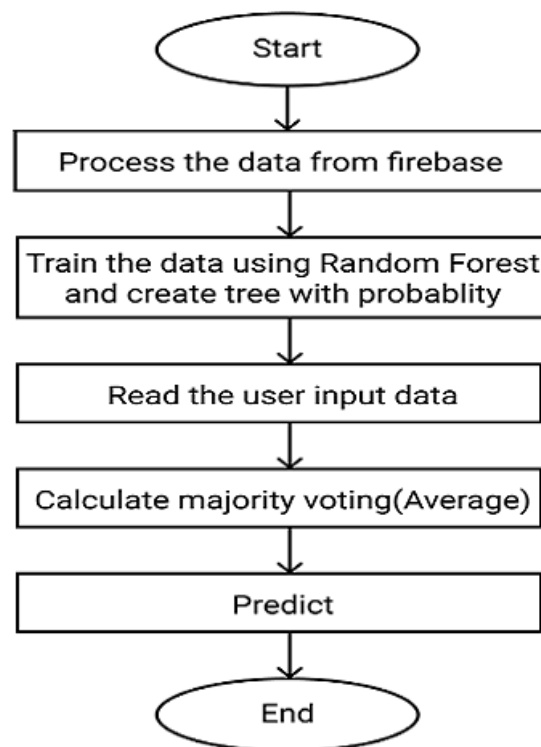 Start
Process the data from firebase
Train the data using Random Forest
and create tree with probablity
Read the user input data
Calculate majority voting(Average)
Predict
End